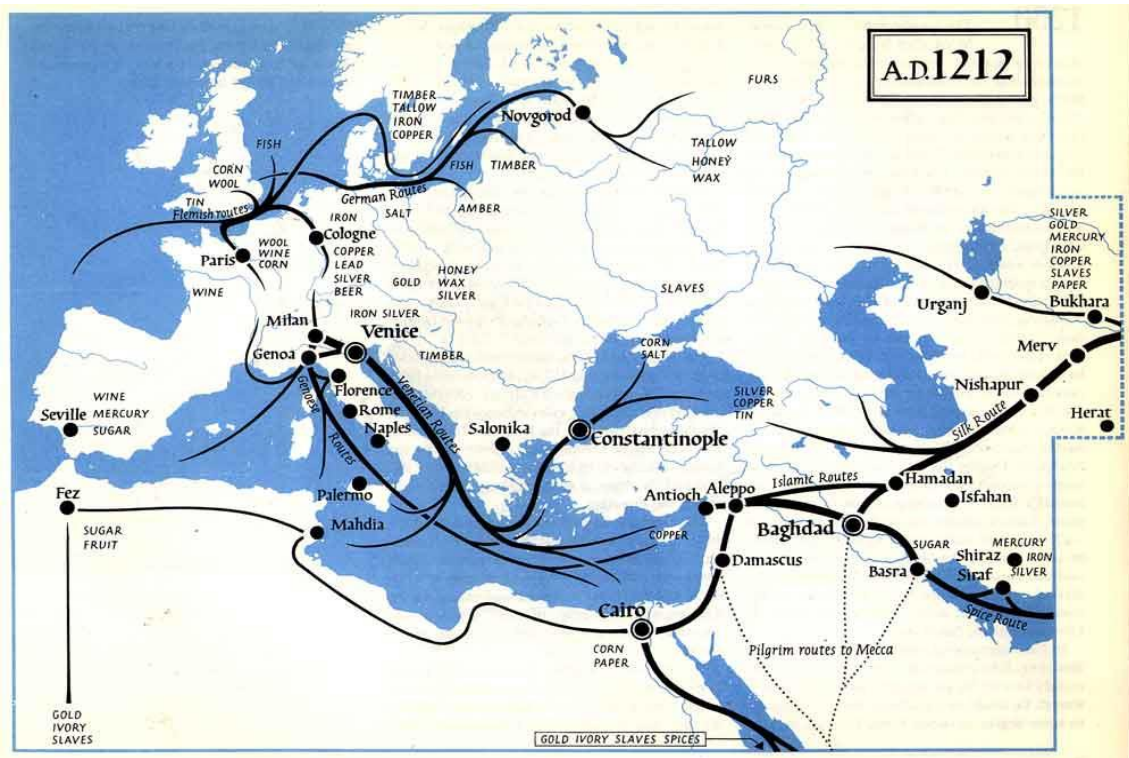 A.D.1212
FURS
TIMBER
TALLOW
IRON
COPPER
Novgorod
TALLOW
HONEY
WAX
FISH
FISH
TIMBER
CORN
WOOL
TIN
Flemish routes
German Routes
SALT
AMBER
IRON
Cologne
COPPER
LEAD
SILVER
BEER
Paris
WOOL
WINE
CORN
WINE
GOLD
HONEY
WAX
SILVER
SLAVES
SILVER
GOLD
MERCURY
IRON
COPPER
SLAVES
PAPER
Urganj
Bukhara
Milan
IRON SILVER
Venice
Genoa
TIMBER
CORN
SALT
Merv
Florence
Genoese
Routes
Venetian Routes
Rome
Naples
Nishapur
Herat
WINE
MERCURY
SUGAR
Seville
Salonika
Constantinople
SILVER
COPPER
TIN
Silk Route
Palermo
Antioch
Aleppo
Islamic Routes
Hamadan
Isfahan
Fez
SUGAR
FRUIT
Mahdia
COPPER
Baghdad
Damascus
SUGAR
Basra
MERCURY
IRON
SILVER
Shiraz
Siraf
Spice Route
Cairo
CORN
PAPER
Pilgrim routes to Mecca
GOLD
IVORY
SLAVES
GOLD IVORY SLAVES SPICES